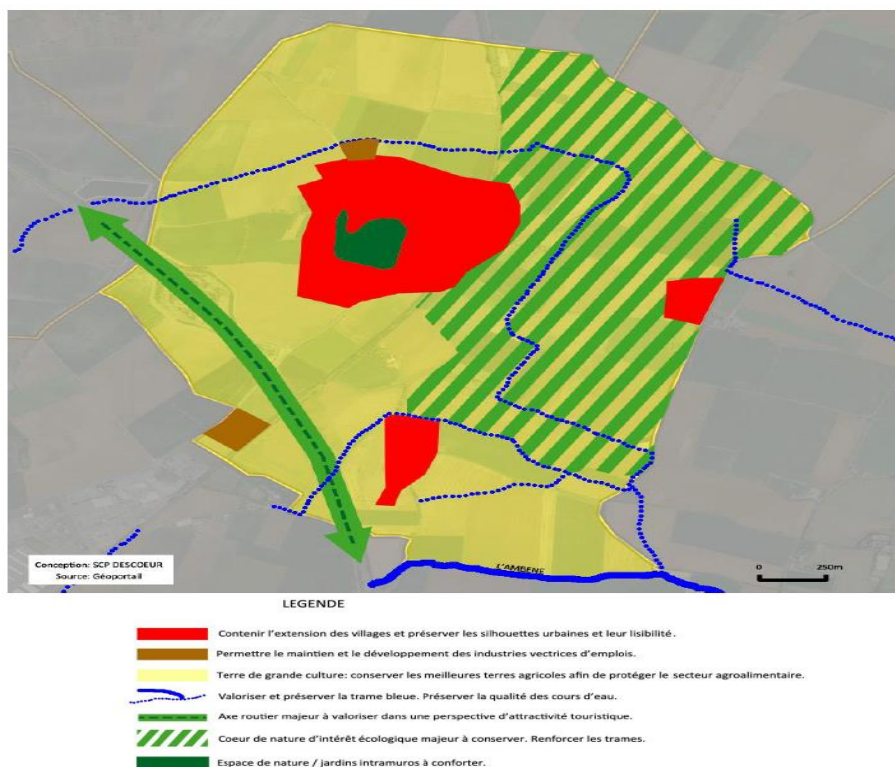 L'AMBENE
Conception: SCP DESCOEUR
Source: Géoportail
0 250m
LEGENDE
Contenir l'extension des villages et préserver les silhouettes urbaines et leur lisibilité.
Permettre le maintien et le développement des industries vectrices d'emplois.
Terre de grande culture: conserver les meilleures terres agricoles afin de protéger le secteur agroalimentaire.
Valoriser et préserver la trame bleue. Préserver la qualité des cours d'eau.
Axe routier majeur à valoriser dans une perspective d'attractivité touristique.
Coeur de nature d'intérêt écologique majeur à conserver. Renforcer les trames.
Espace de nature / jardins intramuros à conforter.